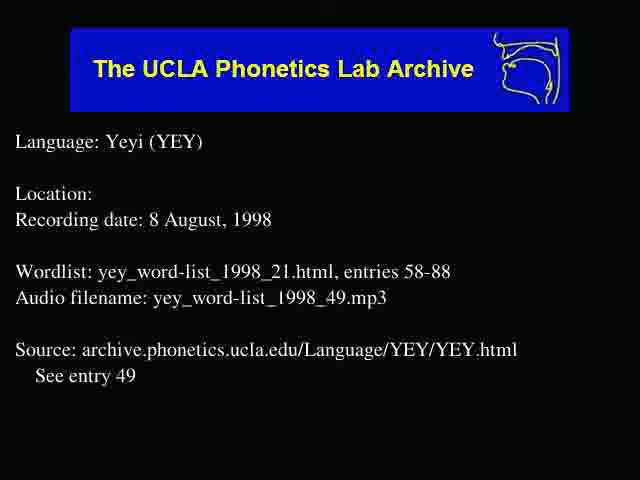 The UCLA Phonetics Lab Archive
Language: Yeyi (YEY)
Location:
Recording date: 8 August, 1998
Wordlist: yey_word-list_1998_21.html, entries 58-88
Audio filename: yey_word-list_1998_49.mp3
Source: archive.phonetics.ucla.edu/Language/YEY/YEY.html
See entry 49